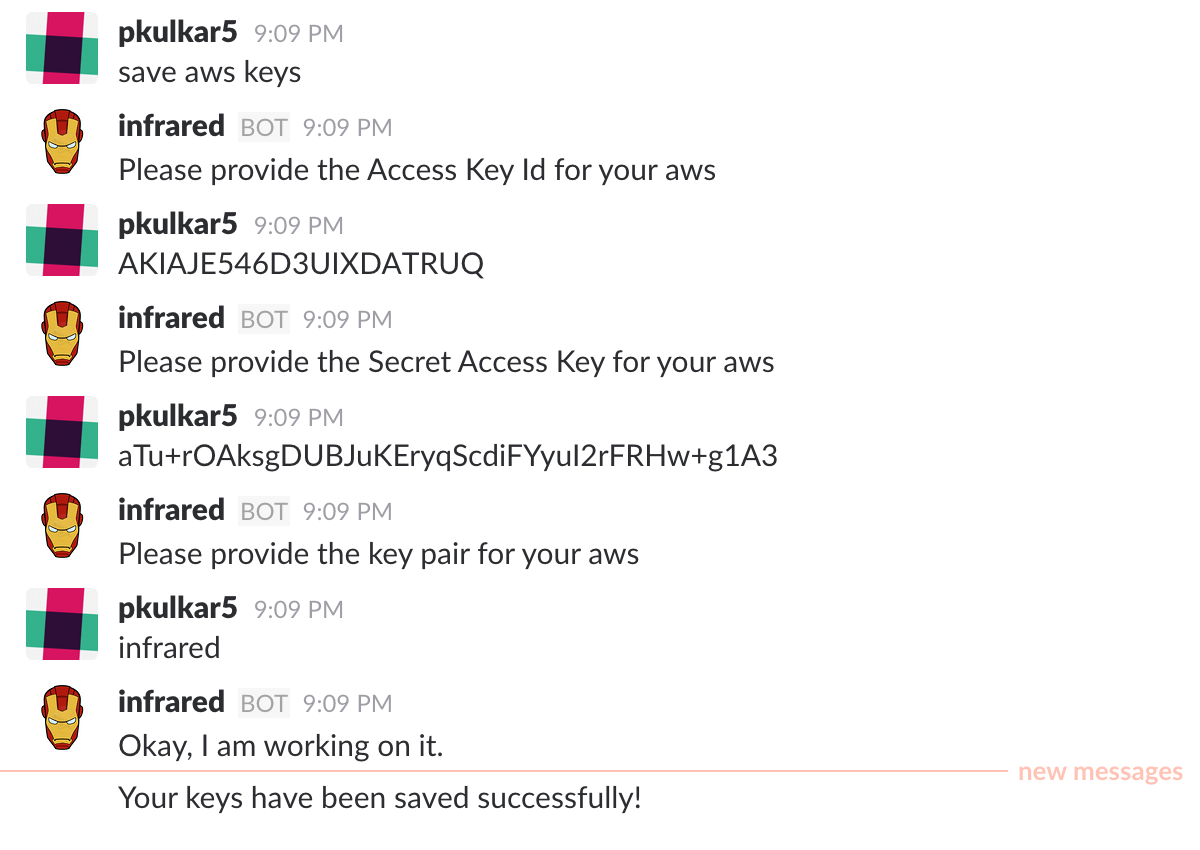 pkulkar5 9:09 PM
save aws keys
infrared BOT 9:09 PM
Please provide the Access Key Id for your aws
pkulkar5 9:09 PM
AKIAJE546D3UIXDATRUQ
infrared BOT 9:09 PM
Please provide the Secret Access Key for your aws
pkulkar5 9:09 PM
aTu+rOAksgDUBJuKEryqScdiFYyuI2rFRHw+g1A3
infrared BOT 9:09 PM
Please provide the key pair for your aws
pkulkar5 9:09 PM
infrared
infrared BOT 9:09 PM
Okay, I am working on it.
new messages
Your keys have been saved successfully!